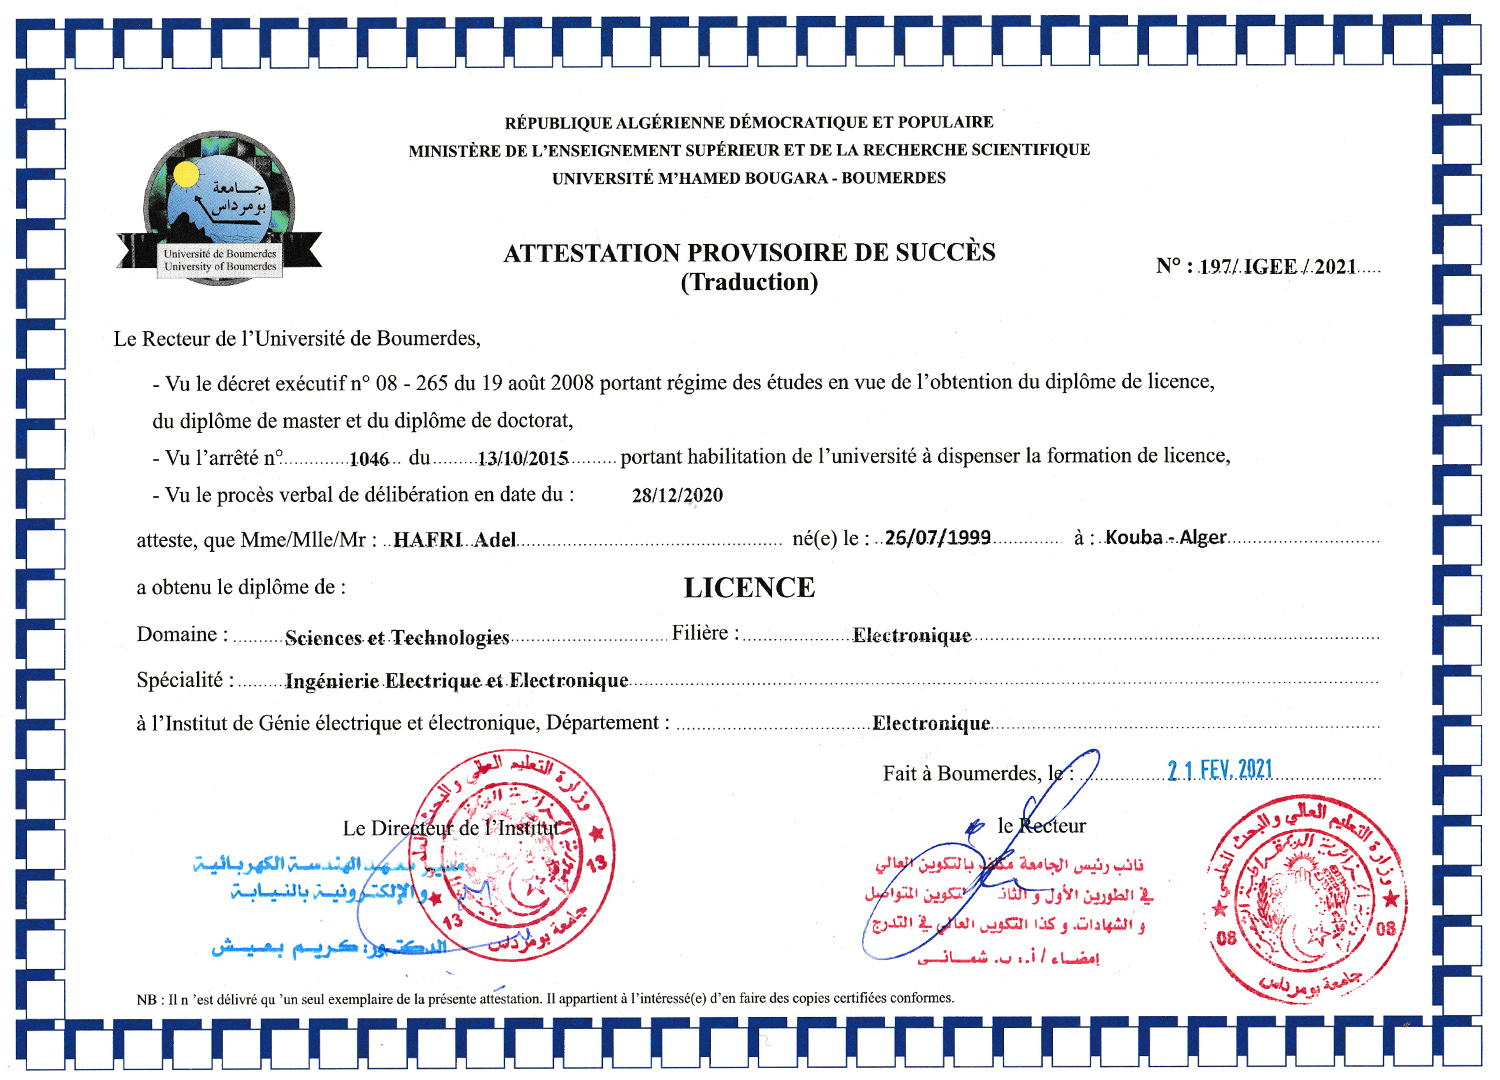 RÉPUBLIQUE ALGÉRIENNE DÉMOCRATIQUE ET POPULAIRE
MINISTÈRE DE L'ENSEIGNEMENT SUPÉRIEUR ET DE LA RECHERCHE SCIENTIFIQUE
UNIVERSITÉ M'HAMED BOUGARA - BOUMERDES
جامعة
بومرداس
Université de Boumerdes
University of Boumerdes
ATTESTATION PROVISOIRE DE SUCCÈS
(Traduction)
N° : 197/ IGEE / 2021
Le Recteur de l'Université de Boumerdes,
- Vu le décret exécutif n° 08 - 265 du 19 août 2008 portant régime des études en vue de l'obtention du diplôme de licence,
du diplôme de master et du diplôme de doctorat,
- Vu l'arrêté n° 1046 du 13/10/2015 portant habilitation de l'université à dispenser la formation de licence,
- Vu le procès verbal de délibération en date du : 28/12/2020
atteste, que Mme/Mlle/Mr : HAFRI Adel né(e) le : 26/07/1999 à : Kouba - Alger
a obtenu le diplôme de : LICENCE
Domaine : Sciences et Technologies Filière : Electronique
Spécialité : Ingénierie Electrique et Electronique
à l'Institut de Génie électrique et électronique, Département : Electronique
Fait à Boumerdes, le : 21 FEV. 2021
Le Directeur de l'Institut
le Recteur
مدير معهد الهندسة الكهربائية
و الإلكترونية بالنيابة
الدكتور: كريم بعيش
وزارة التعليم العالي و البحث العلمي
جامعة بومرداس
13 13
نائب رئيس الجامعة مكلف بالتكوين العالي
في الطورين الأول و الثاني التكوين المتواصل
و الشهادات، و كذا التكوين العالي في التدرج
إمضاء / أ. ب. شمانـي
وزارة التعليم العالي و البحث العلمي
08 08
جامعة بومرداس
NB : Il n 'est délivré qu 'un seul exemplaire de la présente attestation. Il appartient à l'intéressé(e) d'en faire des copies certifiées conformes.